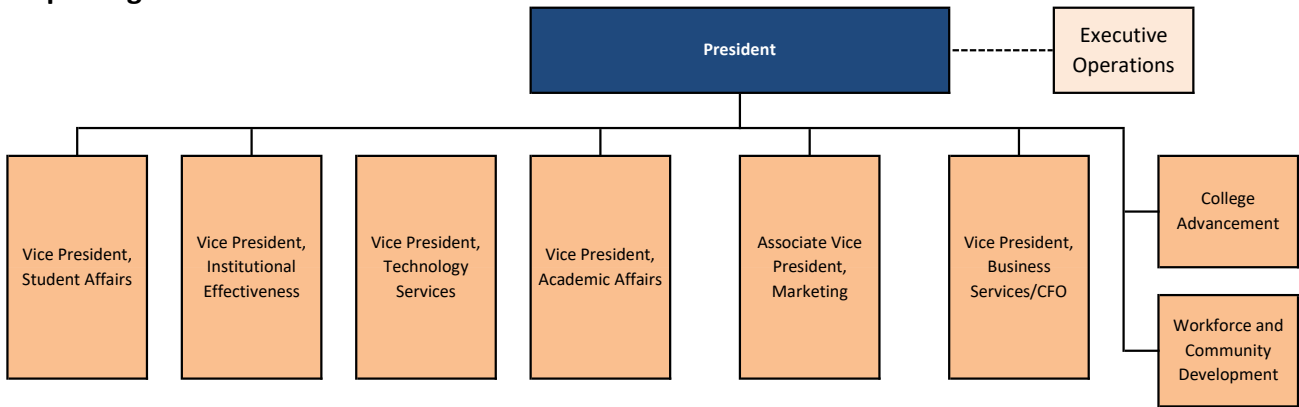 President
Executive
Operations
Vice President,
Student Affairs
Vice President,
Institutional
Effectiveness
Vice President,
Technology
Services
Vice President,
Academic Affairs
Associate Vice
President,
Marketing
Vice President,
Business
Services/CFO
College
Advancement
Workforce and
Community
Development